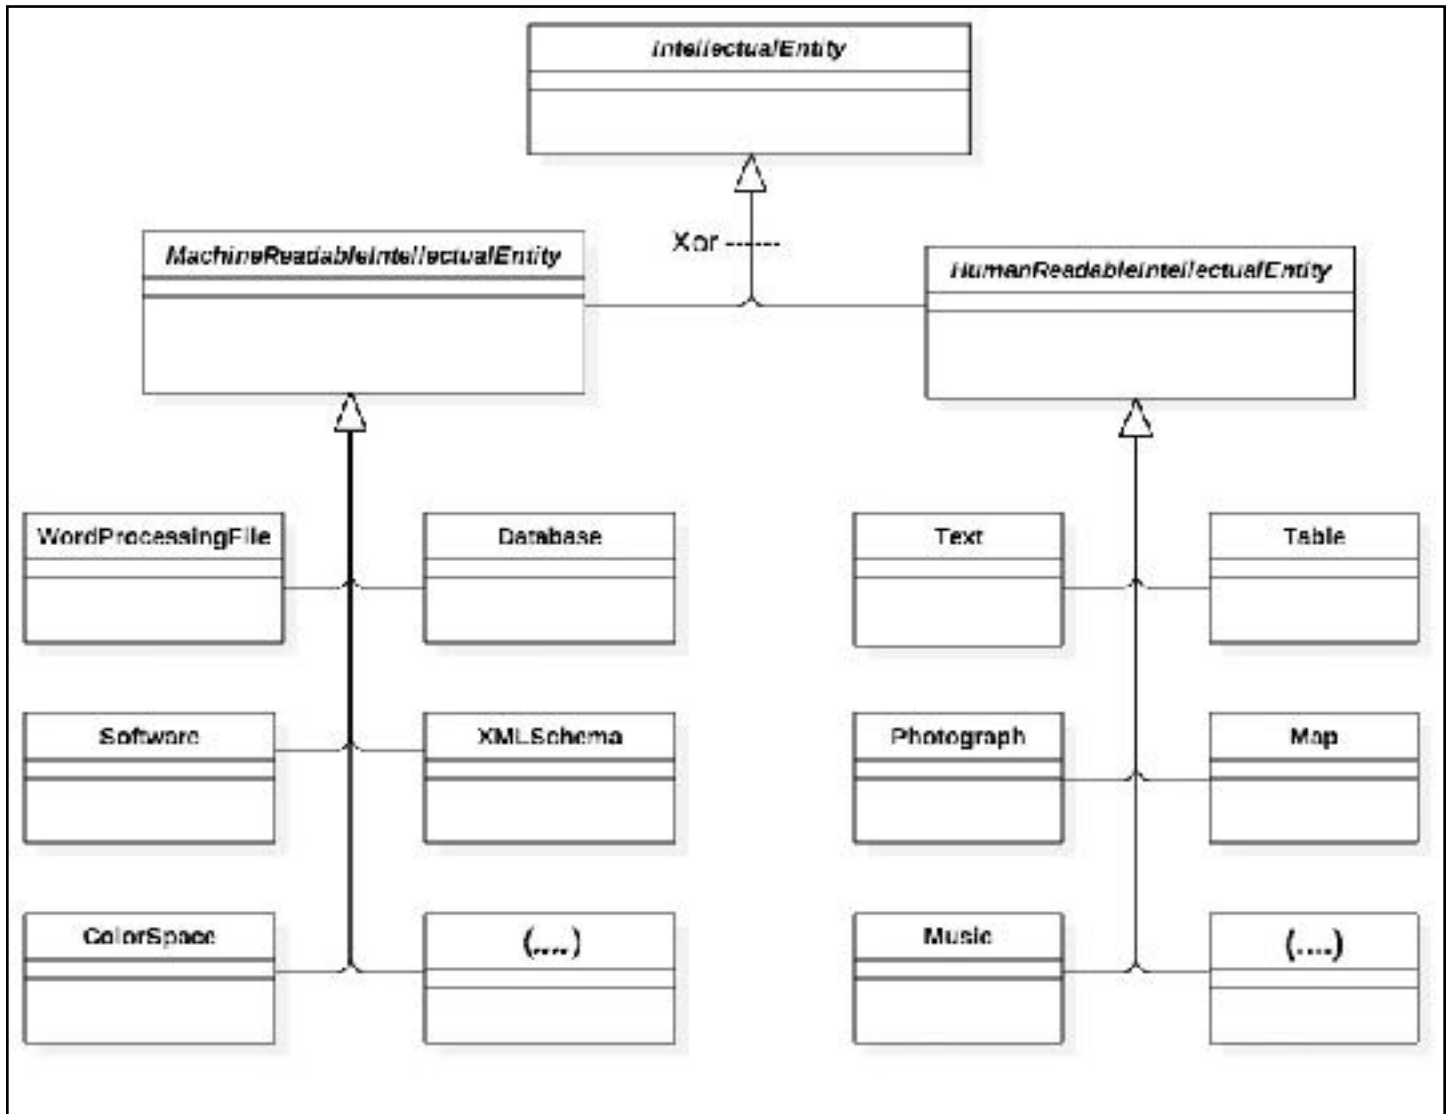 IntellectualEntity
Xor ------
MachineReadableIntellectualEntity
HumanReadableIntellectualEntity
WordProcessingFile
Database
Text
Table
Software
XMLSchema
Photograph
Map
ColorSpace
(....)
Music
(....)